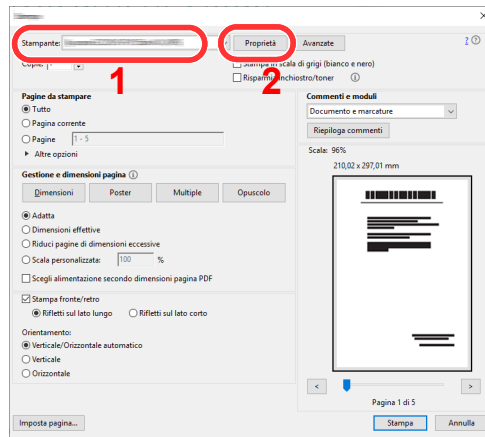 Stampante:
Proprietà
Avanzate
?
Copie: 1
Stampa in scala di grigi (bianco e nero)
1
2
Risparmi inchiostro/toner
Pagine da stampare
Commenti e moduli
Tutto
Documento e marcature
Pagina corrente
Pagine 1 - 5
Riepiloga commenti
Altre opzioni
Scala: 96%
210,02 x 297,01 mm
Gestione e dimensioni pagina
Dimensioni
Poster
Multiple
Opuscolo
Adatta
Dimensioni effettive
Riduci pagine di dimensioni eccessive
Scala personalizzata: 100 %
Scegli alimentazione secondo dimensioni pagina PDF
Stampa fronte/retro
Rifletti sul lato lungo
Rifletti sul lato corto
Orientamento:
Verticale/Orizzontale automatico
Verticale
Orizzontale
<
>
Pagina 1 di 5
Imposta pagina...
Stampa
Annulla